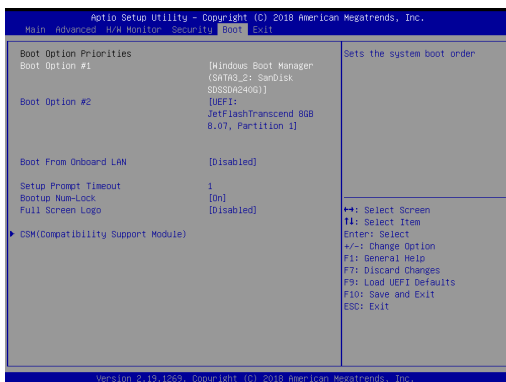 Aptio Setup Utility – Copyright (C) 2018 American Megatrends, Inc.
Main Advanced H/W Monitor Security Boot Exit
Boot Option Priorities
Boot Option #1 [Windows Boot Manager
(SATA3_2: SanDisk
SDSSDA240G)]
Boot Option #2 [UEFI:
JetFlashTranscend 8GB
8.07, Partition 1]
Boot From Onboard LAN [Disabled]
Setup Prompt Timeout 1
Bootup Num-Lock [On]
Full Screen Logo [Disabled]
CSM(Compatibility Support Module)
Sets the system boot order
↔: Select Screen
↑↓: Select Item
Enter: Select
+/-: Change Option
F1: General Help
F7: Discard Changes
F9: Load UEFI Defaults
F10: Save and Exit
ESC: Exit
Version 2.19.1269. Copyright (C) 2018 American Megatrends, Inc.